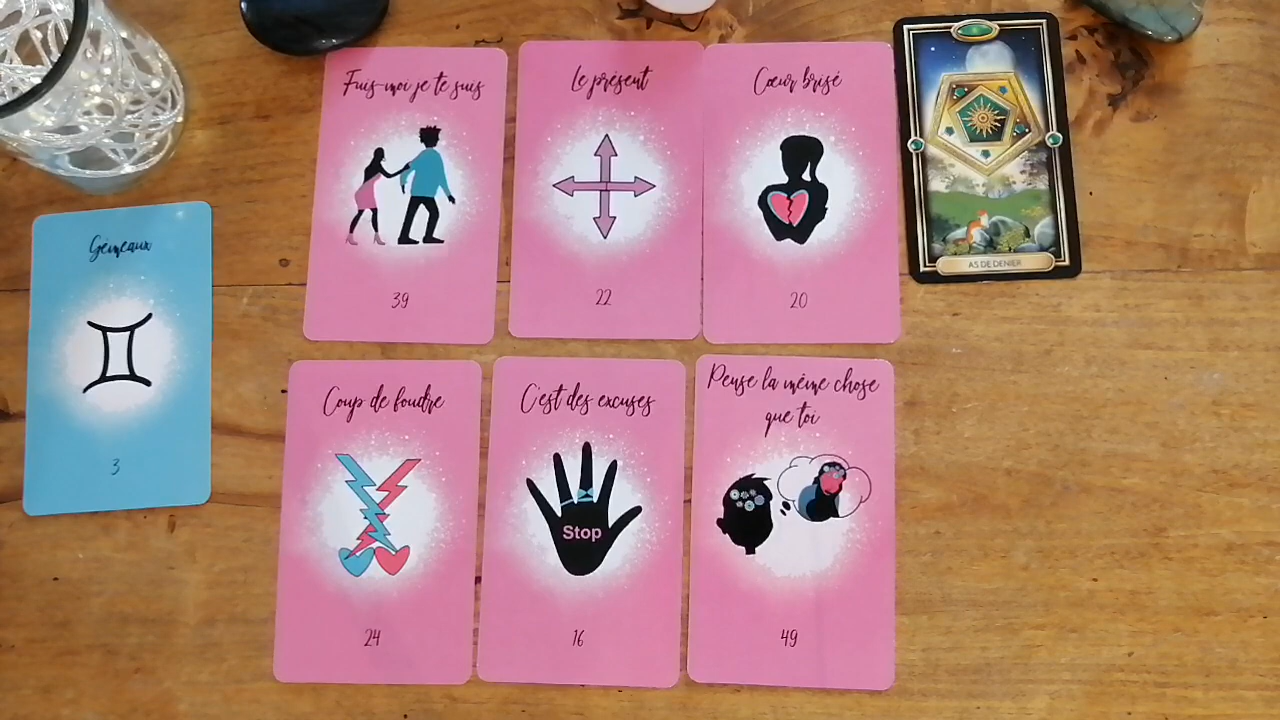 Fuis-moi je te suis
39
Le présent
22
Cœur brisé
20
AS DE DENIER
Gémeaux
3
Coup de foudre
24
C'est des excuses
Stop
16
Pense la même chose
que toi
49